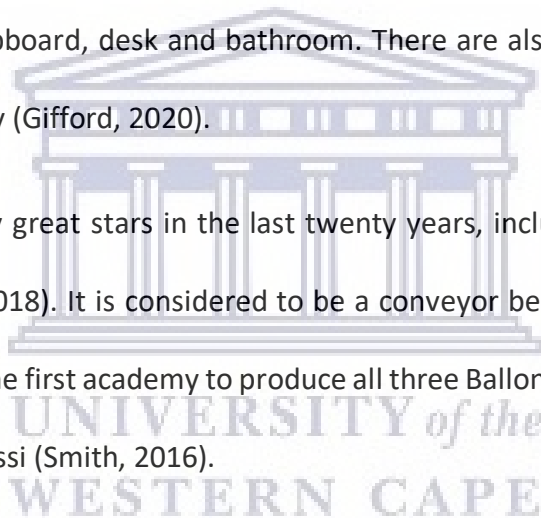 pboard, desk and bathroom. There are als
(Gifford, 2020).
great stars in the last twenty years, inclu
018). It is considered to be a conveyor be
he first academy to produce all three Ballon
ssi (Smith, 2016).
UNIVERSITY of the
WESTERN CAPE